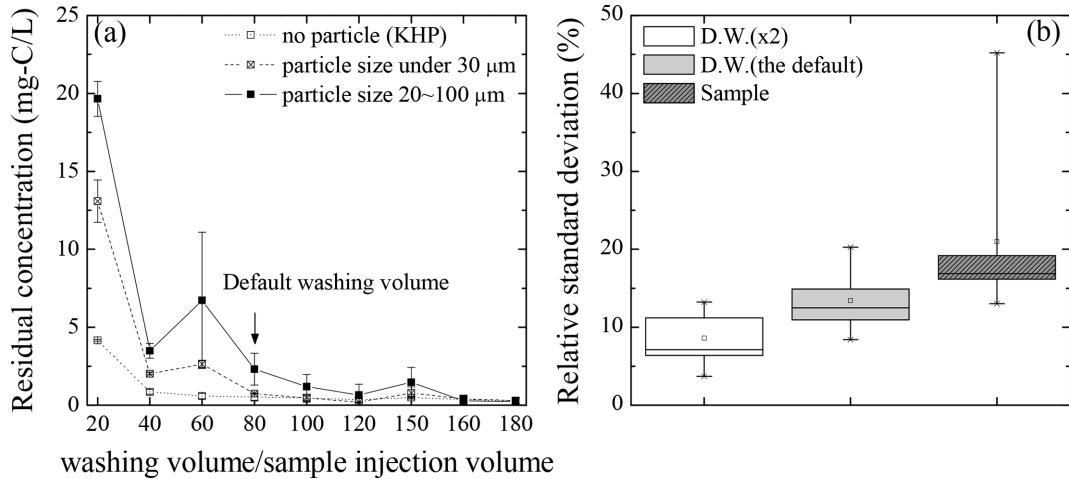 (a)
no particle (KHP)
particle size under 30 μm
particle size 20~100 μm
Default washing volume
Residual concentration (mg-C/L)
25
20
15
10
5
0
20 40 60 80 100 120 150 160 180
washing volume/sample injection volume
(b)
D.W.(x2)
D.W.(the default)
Sample
Relative standard deviation (%)
50
40
30
20
10
0